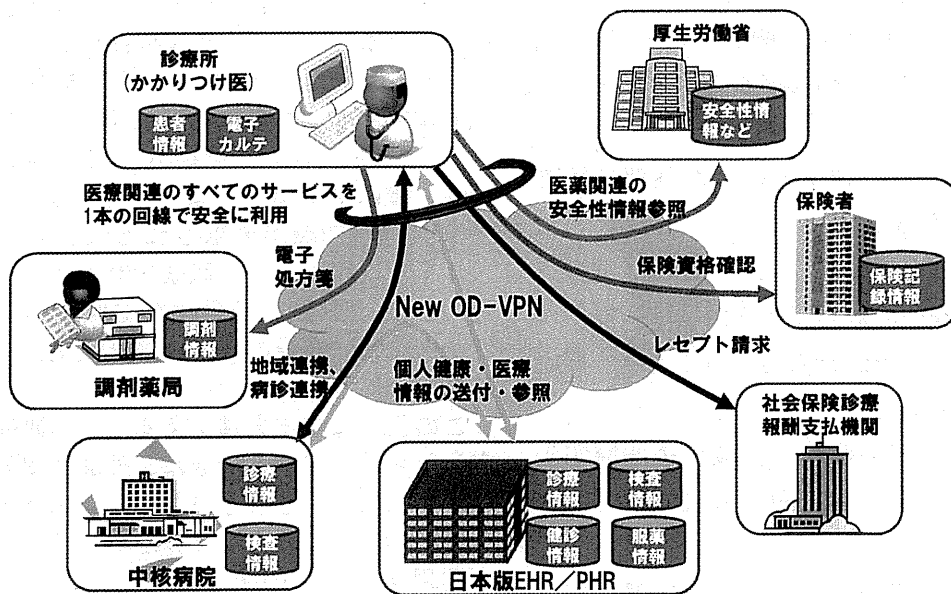 診療所
(かかりつけ医)
患者
情報
電子
カルテ
厚生労働省
安全性情
報など
医療関連のすべてのサービスを
1本の回線で安全に利用
医薬関連の
安全性情報参照
保険者
保険記
録情報
電子
処方箋
保険資格確認
New OD-VPN
調剤
情報
調剤薬局
レセプト請求
地域連携、
病診連携
個人健康・医療
情報の送付・参照
社会保険診療
報酬支払機関
診療
情報
検査
情報
中核病院
診療
情報
検査
情報
健診
情報
服薬
情報
日本版EHR/PHR